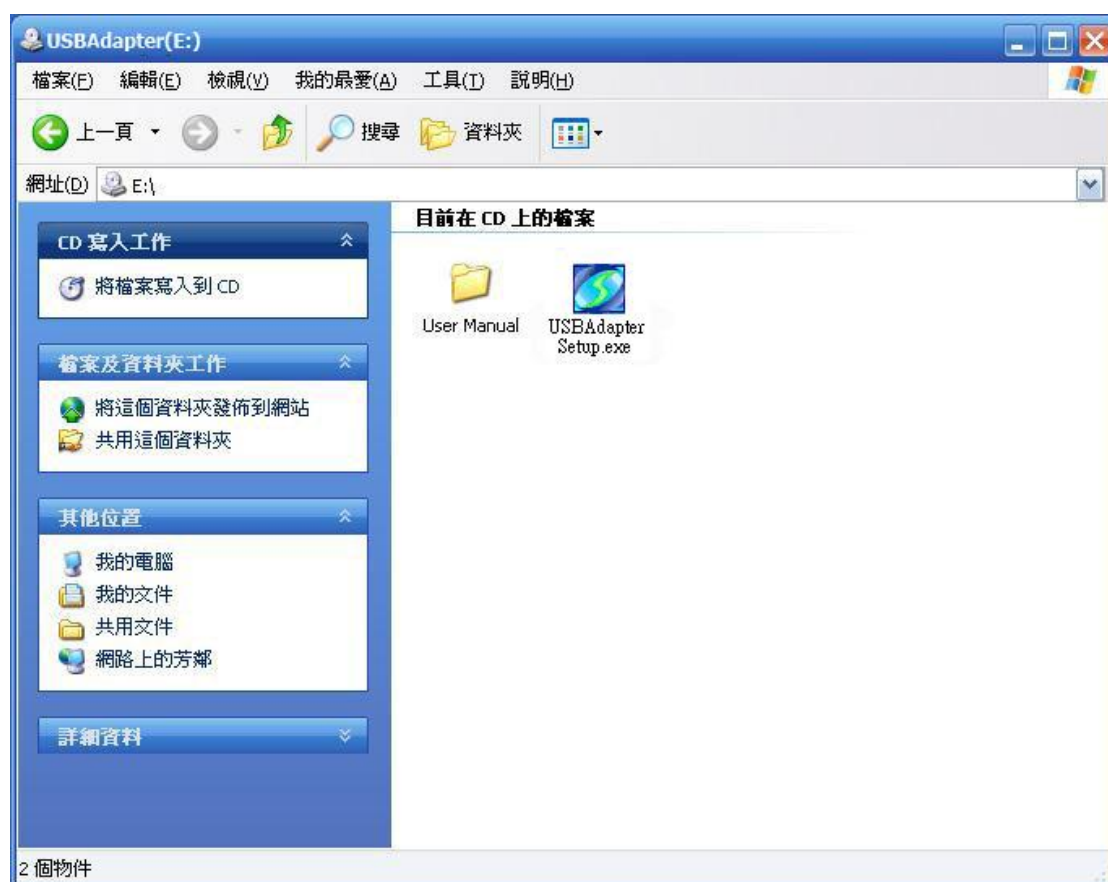 USBAdapter(E:)
檔案(F) 編輯(E) 檢視(V) 我的最愛(A) 工具(T) 說明(H)
上一頁 搜尋 資料夾
網址(D) E:\
目前在 CD 上的檔案
CD 寫入工作
將檔案寫入到 CD
User Manual
USBAdapter
Setup.exe
檔案及資料夾工作
將這個資料夾發佈到網站
共用這個資料夾
其他位置
我的電腦
我的文件
共用文件
網路上的芳鄰
詳細資料
2 個物件